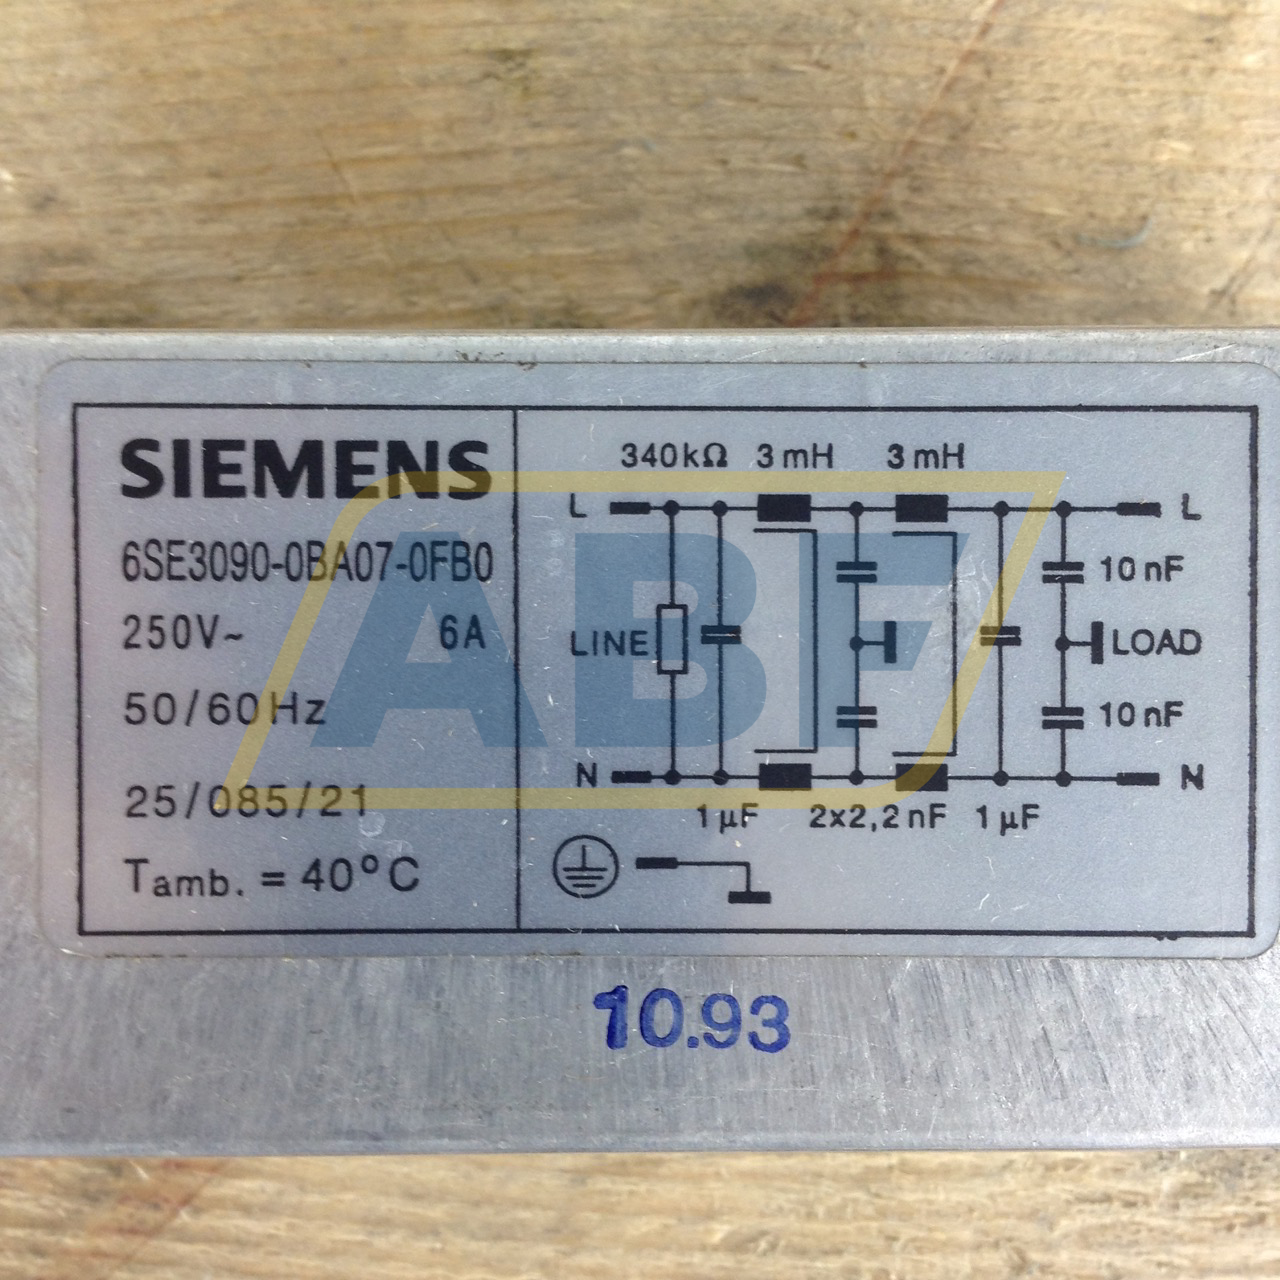 SIEMENS
6SE3090-0BA07-0FB0
250V~ 6A
50/60Hz
25/085/21
Tamb. = 40°C
340kΩ 3mH 3mH
L L
10nF
LINE LOAD
10nF
N N
1µF 2x2,2nF 1µF
10.93
ABF